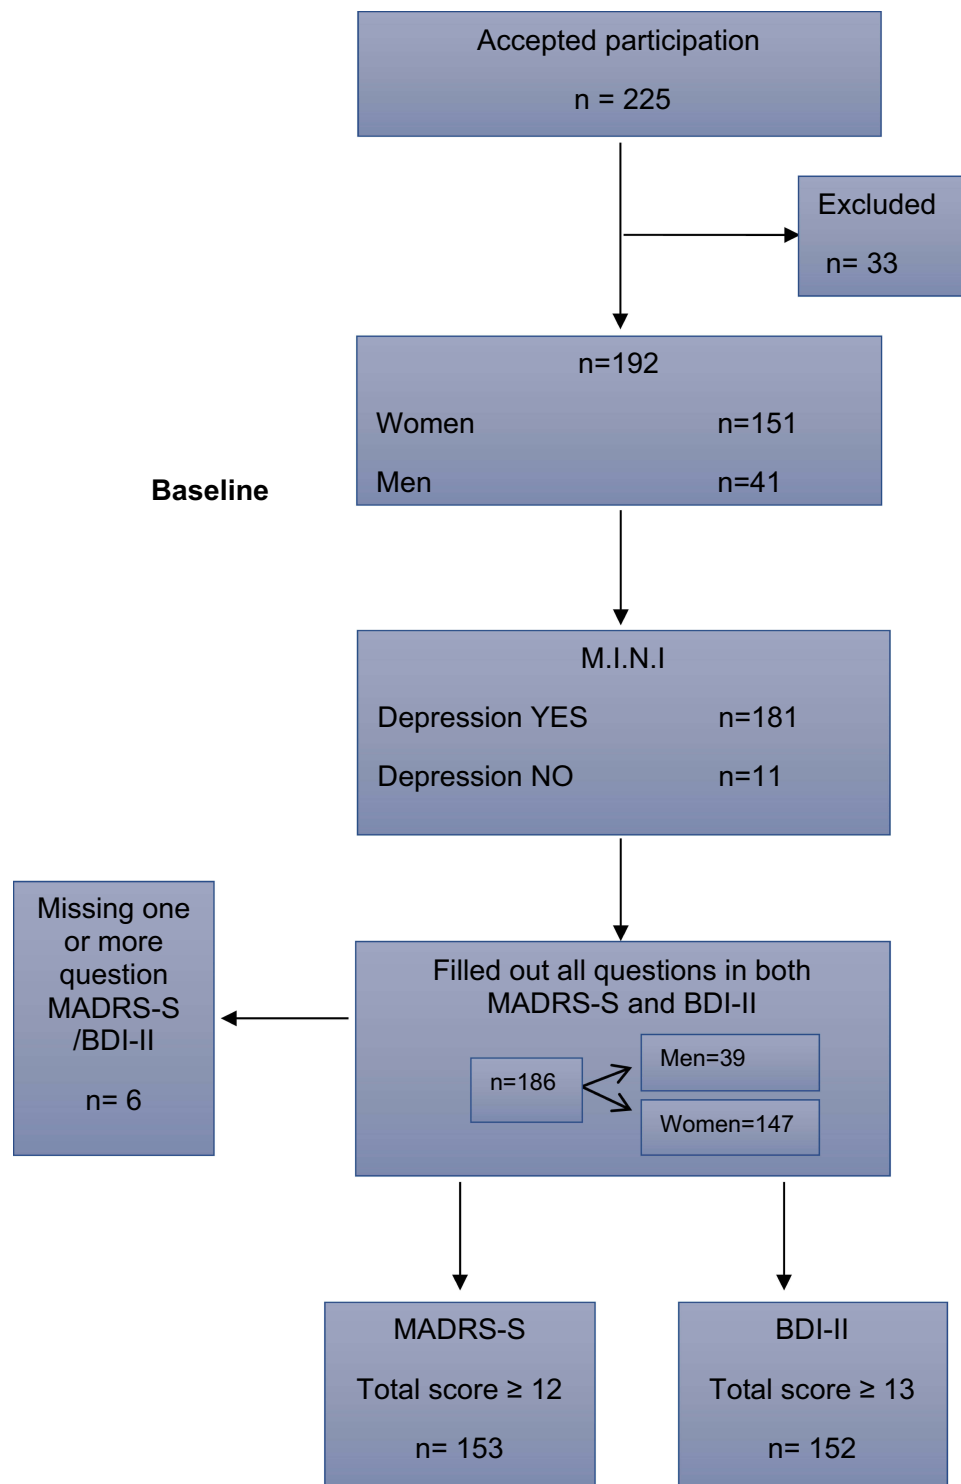 Accepted participation
n = 225
Excluded
n= 33
n=192
Women n=151
Men n=41
Baseline
M.I.N.I
Depression YES n=181
Depression NO n=11
Missing one
or more
question
MADRS-S
/BDI-II
n= 6
Filled out all questions in both
MADRS-S and BDI-II
n=186
Men=39
Women=147
MADRS-S
Total score ≥ 12
n= 153
BDI-II
Total score ≥ 13
n= 152